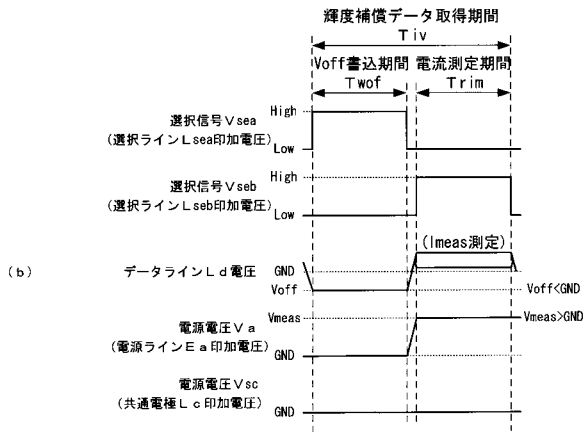 輝度補償データ取得期間
Tiv
Voff書込期間 電流測定期間
Twof Trim
High
選択信号Vsea
(選択ラインLsea印加電圧)
Low
High
選択信号Vseb
(選択ラインLseb印加電圧)
Low
(Imeas測定)
(b) データラインLd電圧 GND
Voff Voff<GND
Vmeas Vmeas>GND
電源電圧Va
(電源ラインEa印加電圧)
GND
電源電圧Vsc
(共通電極Lc印加電圧)
GND